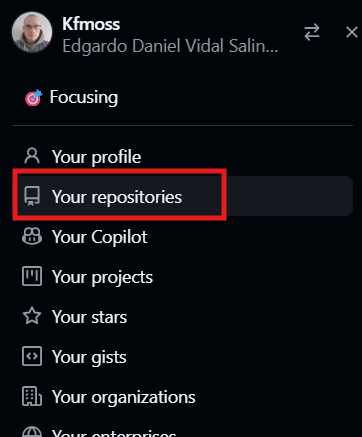 Kfmoss
Edgardo Daniel Vidal Salin...
Focusing
Your profile
Your repositories
Your Copilot
Your projects
Your stars
Your gists
Your organizations
Your enterprises